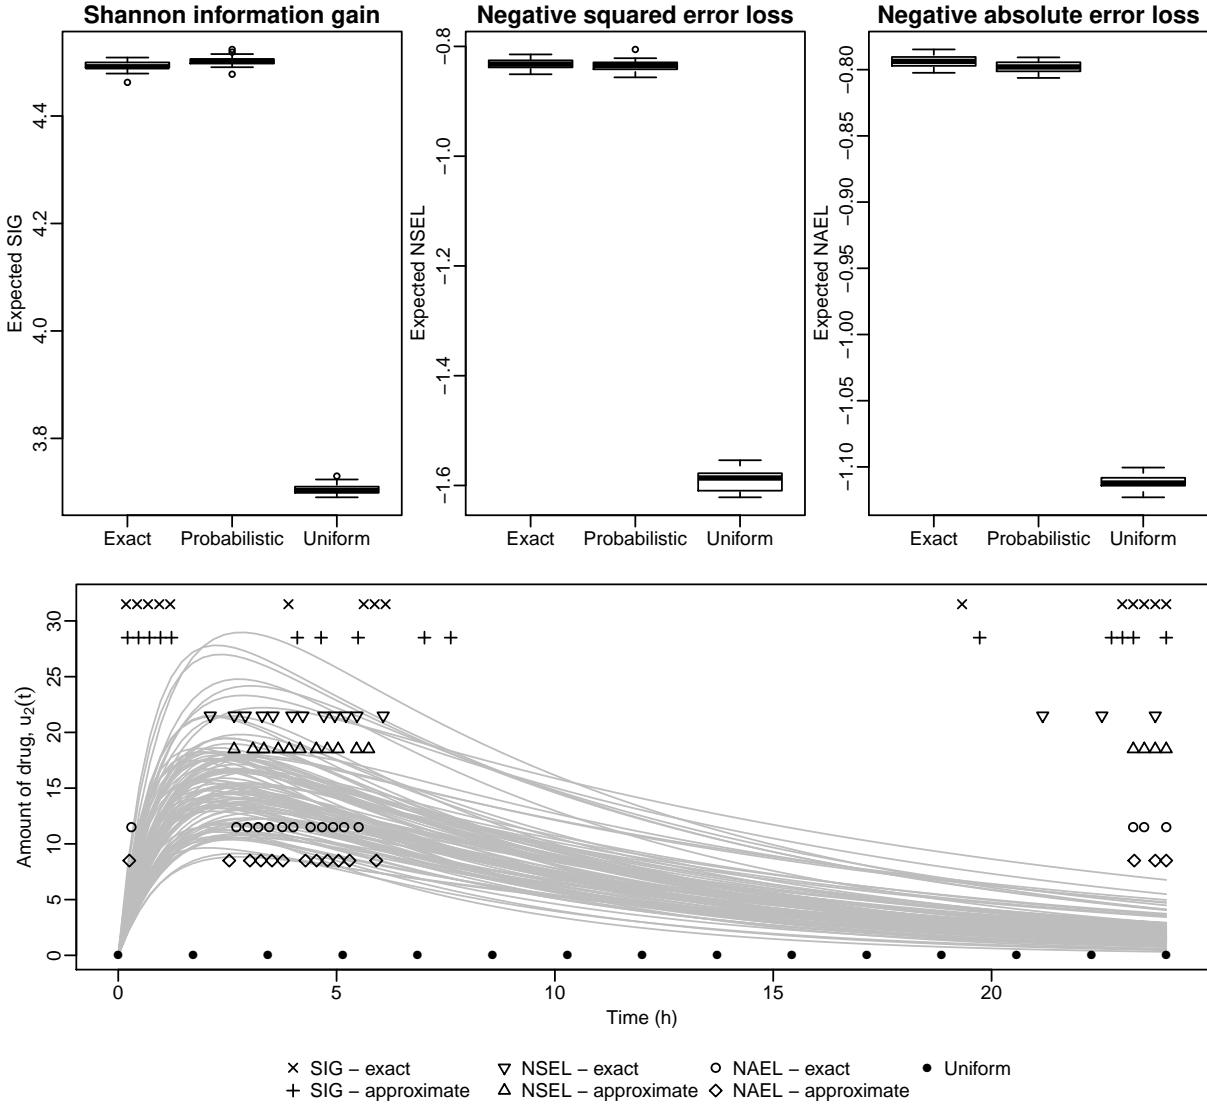 Shannon information gain
Negative squared error loss
Negative absolute error loss
Expected SIG
4.4
4.2
4.0
3.8
Exact Probabilistic Uniform
Expected NSEL
−0.8
−1.0
−1.2
−1.4
−1.6
Exact Probabilistic Uniform
Expected NAEL
−0.80
−0.85
−0.90
−0.95
−1.00
−1.05
−1.10
Exact Probabilistic Uniform
Amount of drug, u₂(t)
30
25
20
15
10
5
0
0 5 10 15 20
Time (h)
SIG − exact
SIG − approximate
NSEL − exact
NSEL − approximate
NAEL − exact
NAEL − approximate
Uniform